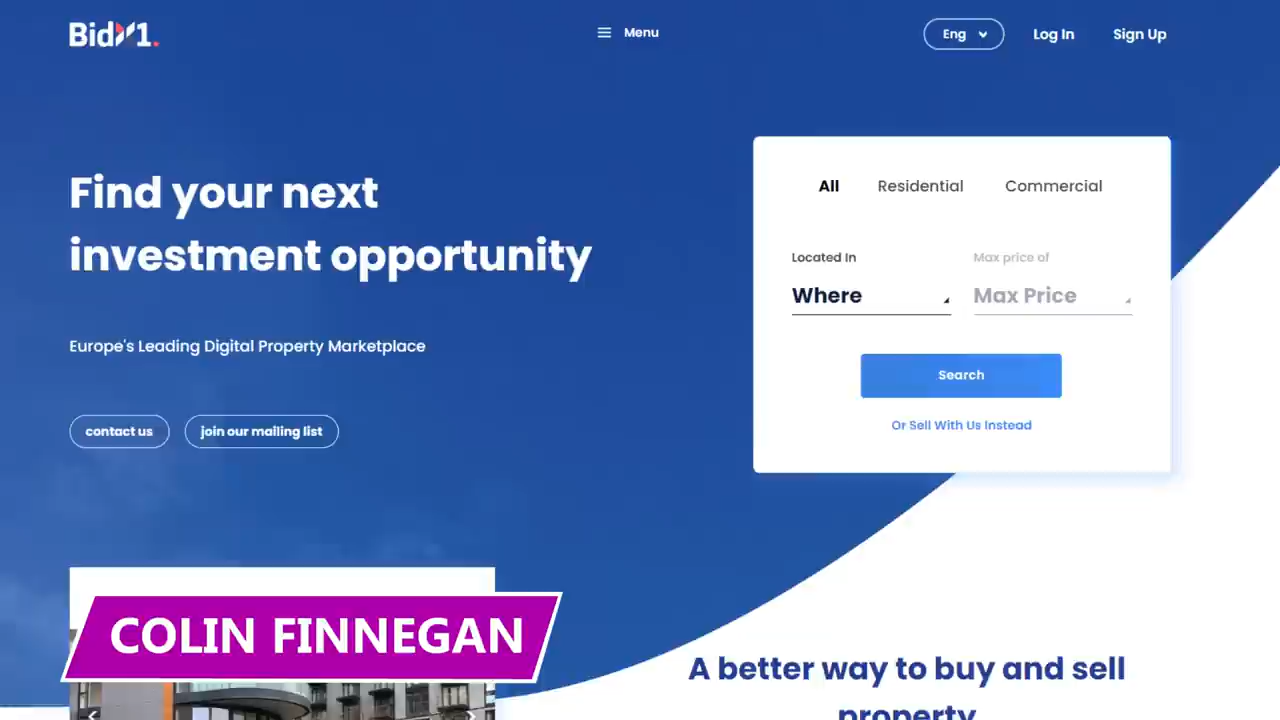 BidX1.
Menu
Eng
Log In
Sign Up
Find your next
investment opportunity
Europe's Leading Digital Property Marketplace
contact us
join our mailing list
All
Residential
Commercial
Located In
Max price of
Where
Max Price
Search
Or Sell With Us Instead
COLIN FINNEGAN
A better way to buy and sell
property